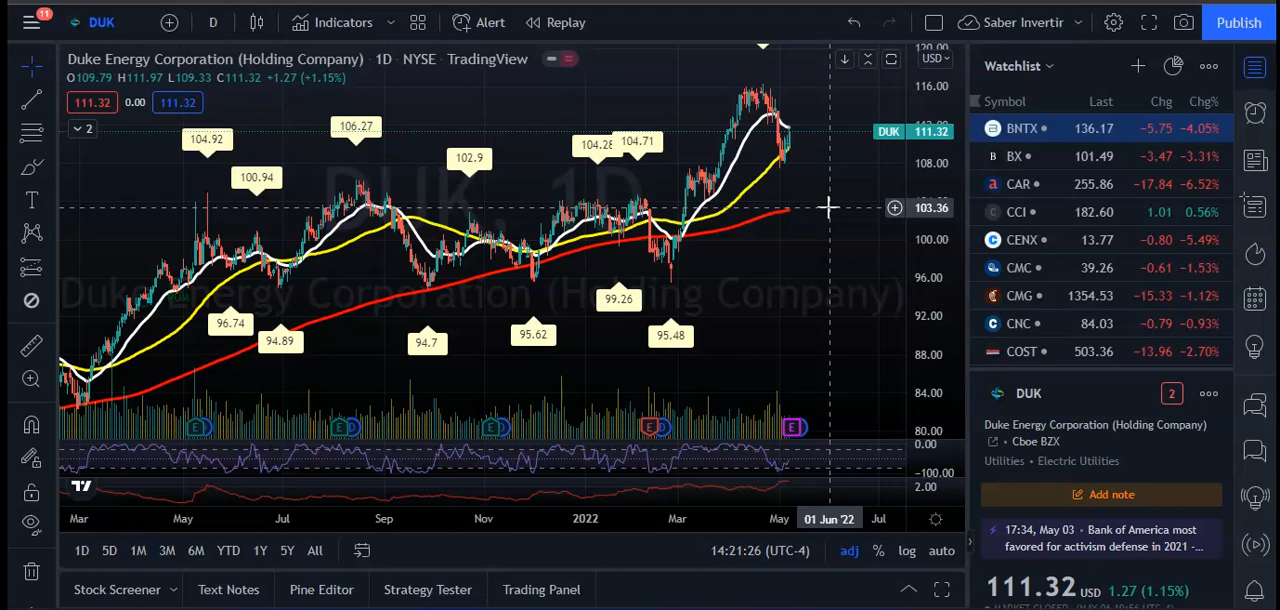 11
DUK
D
Indicators
Alert
Replay
Saber Invertir
Publish
Duke Energy Corporation (Holding Company) · 1D · NYSE · TradingView
O109.79 H111.97 L109.33 C111.32 +1.27 (+1.15%)
111.32 0.00 111.32
2
DUK, 1D
Duke Energy Corporation (Holding Company)
104.92
100.94
106.27
102.9
104.28
104.71
96.74
94.89
94.7
95.62
99.26
95.48
E D
E D
E D
E D
E
120.00
USD
116.00
DUK 111.32
108.00
103.36
100.00
96.00
92.00
88.00
84.00
80.00
0.00
-100.00
2.00
Mar May Jul Sep Nov 2022 Mar May 01 Jun '22 Jul
1D 5D 1M 3M 6M YTD 1Y 5Y All
14:21:26 (UTC-4) adj % log auto
Stock Screener Text Notes Pine Editor Strategy Tester Trading Panel
Watchlist
Symbol Last Chg Chg%
BNTX 136.17 −5.75 −4.05%
BX 101.49 −3.47 −3.31%
CAR 255.86 −17.84 −6.52%
CCI 182.60 1.01 0.56%
CENX 13.77 −0.80 −5.49%
CMC 39.26 −0.61 −1.53%
CMG 1354.53 −15.33 −1.12%
CNC 84.03 −0.79 −0.93%
COST 503.36 −13.96 −2.70%
DUK 2
Duke Energy Corporation (Holding Company)
Cboe BZX
Utilities • Electric Utilities
Add note
17:34, May 03 • Bank of America most
favored for activism defense in 2021 -...
111.32 USD 1.27 (1.15%)